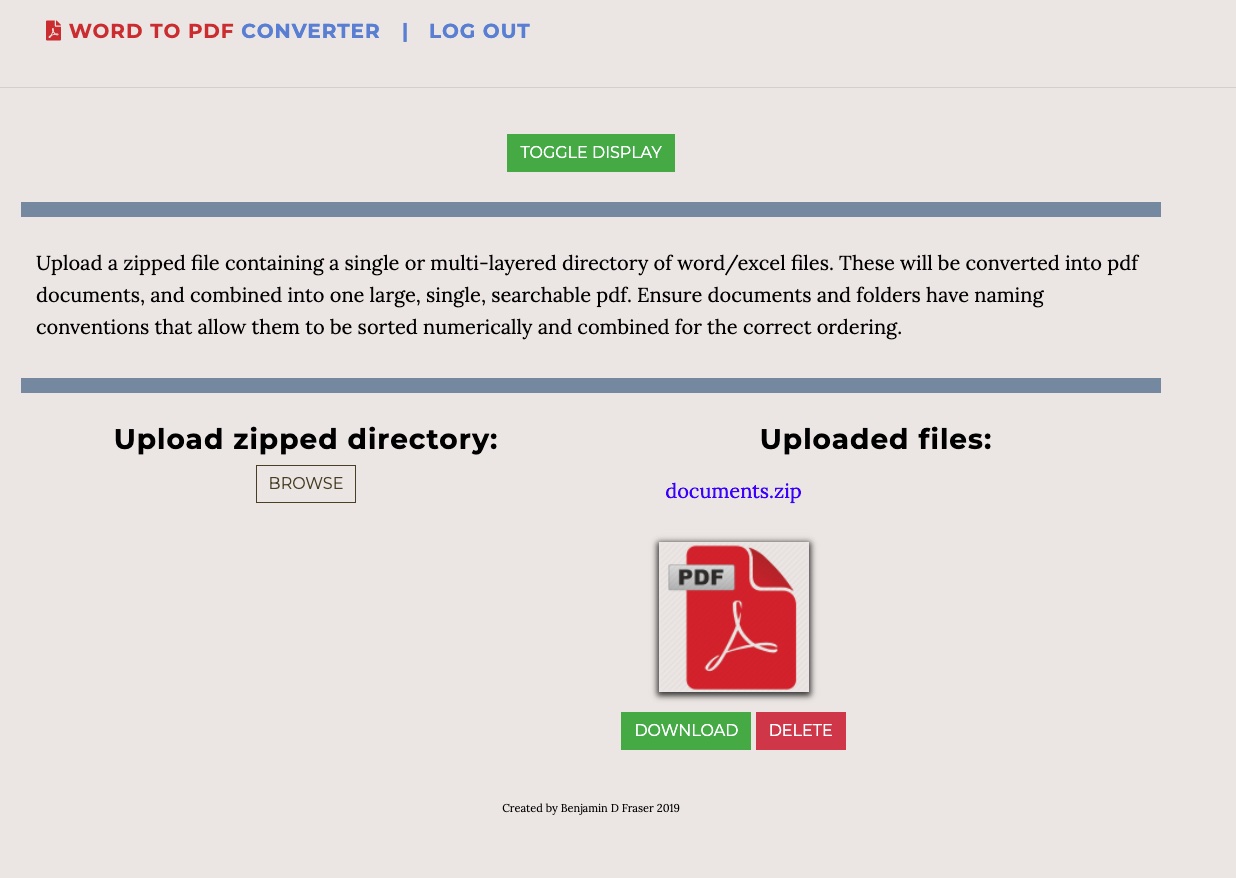 WORD TO PDF CONVERTER | LOG OUT
TOGGLE DISPLAY
Upload a zipped file containing a single or multi-layered directory of word/excel files. These will be converted into pdf
documents, and combined into one large, single, searchable pdf. Ensure documents and folders have naming
conventions that allow them to be sorted numerically and combined for the correct ordering.
Upload zipped directory:
BROWSE
Uploaded files:
documents.zip
PDF
DOWNLOAD DELETE
Created by Benjamin D Fraser 2019